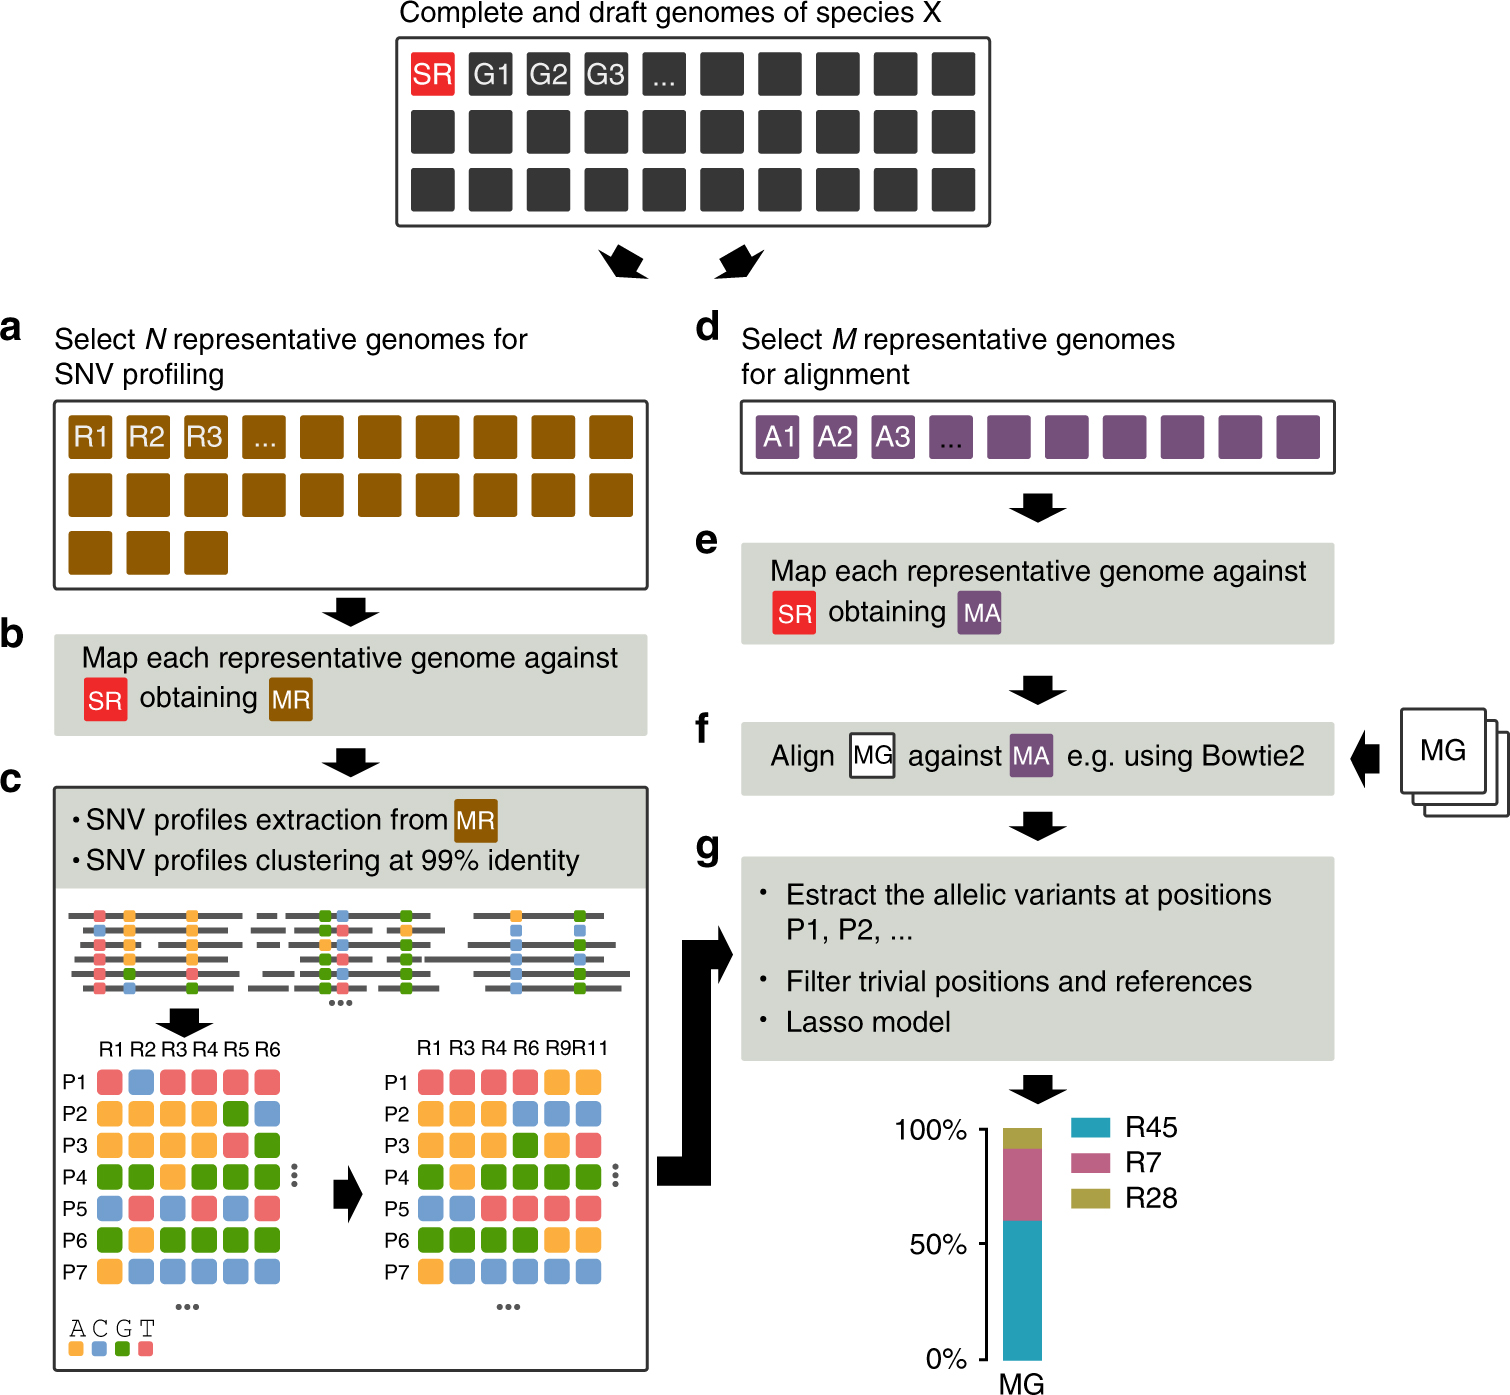 Complete and draft genomes of species X
SR G1 G2 G3 ...
a
Select N representative genomes for
SNV profiling
R1 R2 R3 ...
b
Map each representative genome against
SR obtaining MR
c
• SNV profiles extraction from MR
• SNV profiles clustering at 99% identity
R1 R2 R3 R4 R5 R6
P1
P2
P3
P4
P5
P6
P7
A C G T
R1 R3 R4 R6 R9 R11
P1
P2
P3
P4
P5
P6
P7
d
Select M representative genomes
for alignment
A1 A2 A3 ...
e
Map each representative genome against
SR obtaining MA
f
Align MG against MA e.g. using Bowtie2
MG
g
• Extract the allelic variants at positions
P1, P2, ...
• Filter trivial positions and references
• Lasso model
100%
50%
0%
MG
R45
R7
R28